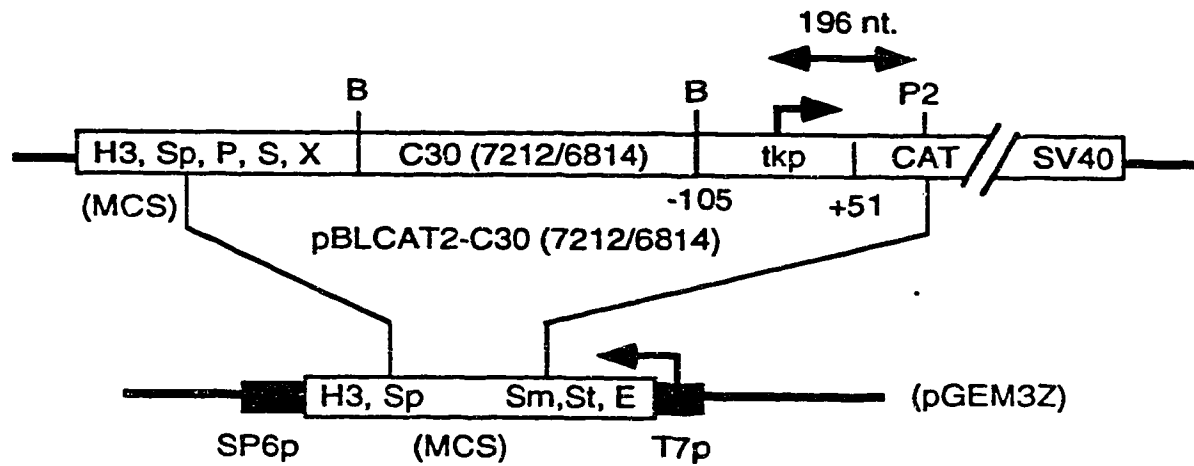 196 nt.
B B P2
H3, Sp, P, S, X C30 (7212/6814) tkp CAT SV40
(MCS) -105 +51
pBLCAT2-C30 (7212/6814)
H3, Sp Sm,St, E (pGEM3Z)
SP6p (MCS) T7p